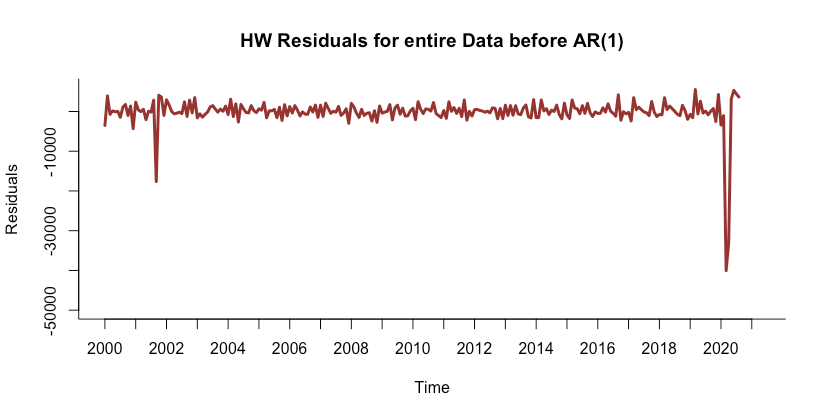 HW Residuals for entire Data before AR(1)
Residuals
-10000
-30000
-50000
2000 2002 2004 2006 2008 2010 2012 2014 2016 2018 2020
Time